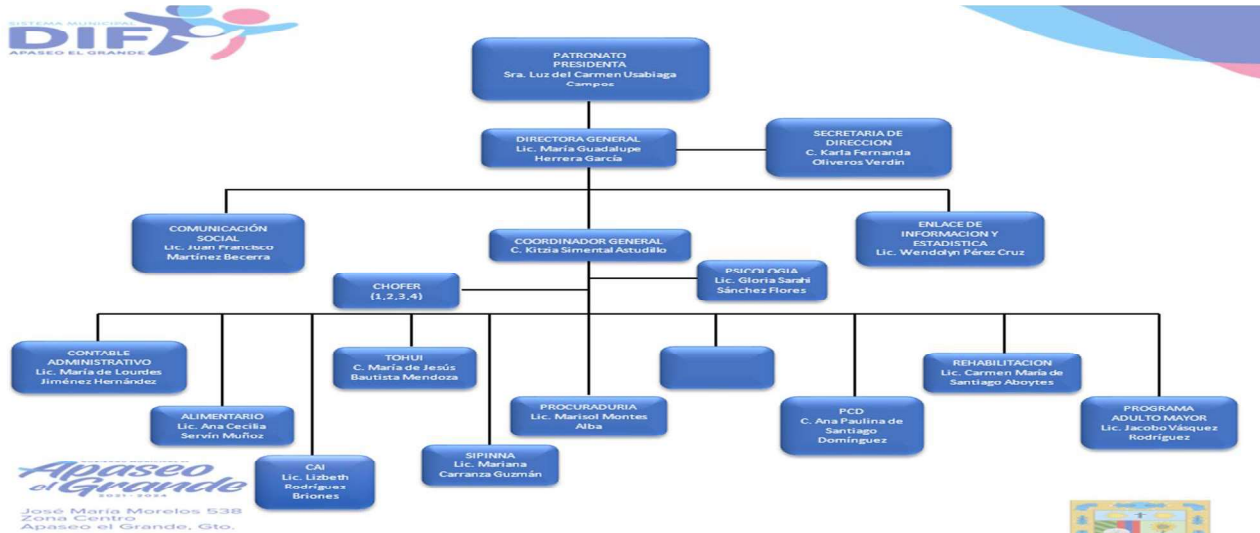 SISTEMA MUNICIPAL
DIF
APASEO EL GRANDE
PATRONATO
PRESIDENTA
Sra. Luz del Carmen Usabiaga
Campos
DIRECTORA GENERAL
Lic. María Guadalupe
Herrera García
SECRETARIA DE
DIRECCION
C. Karla Fernanda
Oliveros Verdin
COMUNICACIÓN
SOCIAL
Lic. Juan Francisco
Martínez Becerra
COORDINADOR GENERAL
C. Kitzia Simental Astudillo
ENLACE DE
INFORMACION Y
ESTADISTICA
Lic. Wendolyn Pérez Cruz
CHOFER
(1,2,3,4)
PSICOLOGIA
Lic. Gloria Sarahi
Sánchez Flores
CONTABLE
ADMINISTRATIVO
Lic. María de Lourdes
Jiménez Hernández
ALIMENTARIO
Lic. Ana Cecilia
Servín Muñoz
CAI
Lic. Lizbeth
Rodrígues
Briones
TOHUI
C. María de Jesús
Bautista Mendoza
SIPINNA
Lic. Mariana
Carranza Guzmán
PROCURADURIA
Lic. Marisol Montes
Alba
PCD
C. Ana Paulina de
Santiago
Domínguez
REHABILITACION
Lic. Carmen María de
Santiago Aboytes
PROGRAMA
ADULTO MAYOR
Lic. Jacobo Vásquez
Rodríguez
Apaseo
el Grande
2021 - 2024
José María Morelos 538
Zona Centro
Apaseo el Grande, Gto.